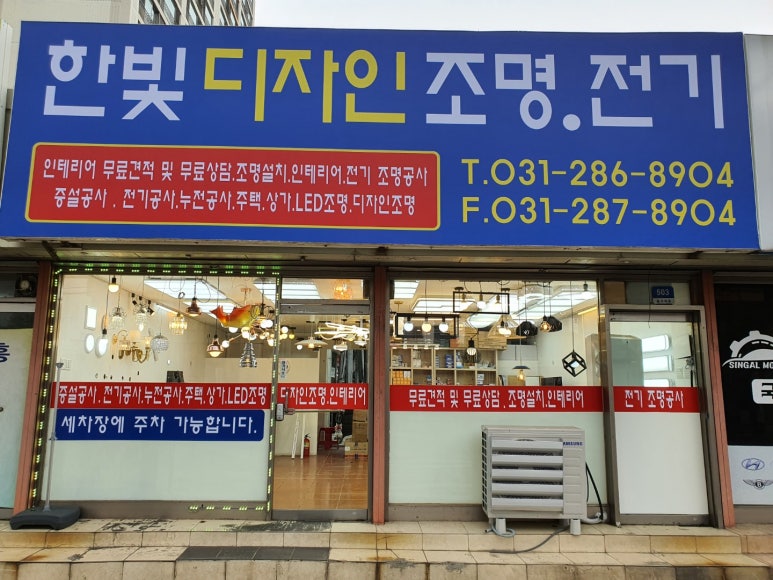 한빛 디자인 조명.전기
인테리어 무료견적 및 무료상담.조명설치.인테리어.전기 조명공사
증설공사 . 전기공사.누전공사.주택.상가.LED조명.디자인조명
T.031-286-8904
F.031-287-8904
603
증설공사.전기공사.누전공사.주택.상가.LED조명
디자인조명.인테리어
무료견적 및 무료상담.조명설치.인테리어
전기 조명공사
세차장에 주차 가능합니다.
SAMSUNG
SINGAL MO